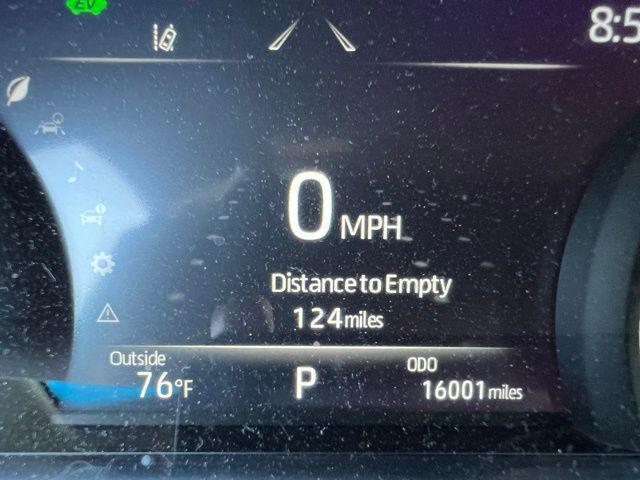 EV
8:5
0 MPH
Distance to Empty
124 miles
Outside
76°F
P
ODO
16001 miles